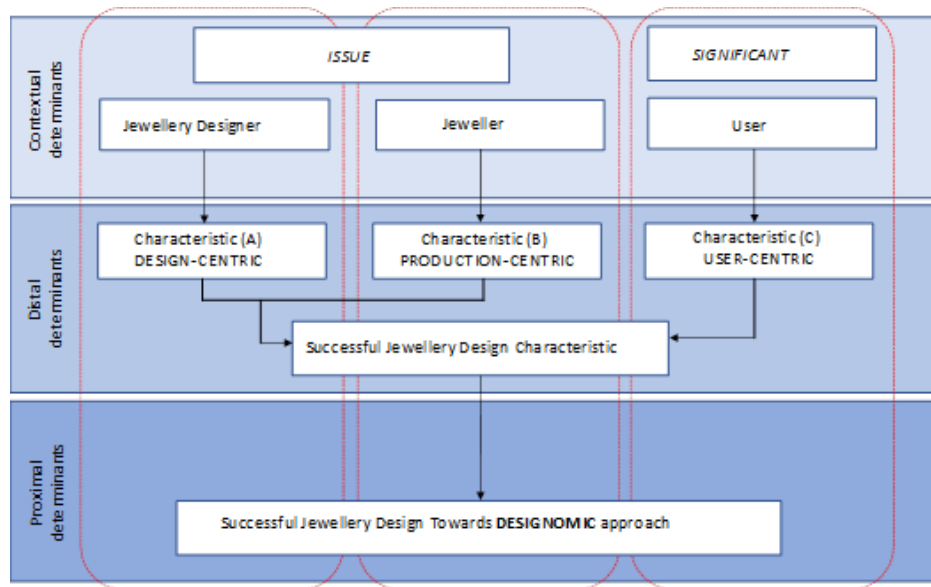 Contextual
determinants
ISSUE
SIGNIFICANT
Jewellery Designer
Jeweller
User
Distal
determinants
Characteristic (A)
DESIGN-CENTRIC
Characteristic (B)
PRODUCTION-CENTRIC
Characteristic (C)
USER-CENTRIC
Successful Jewellery Design Characteristic
Proximal
determinants
Successful Jewellery Design Towards DESIGNOMIC approach